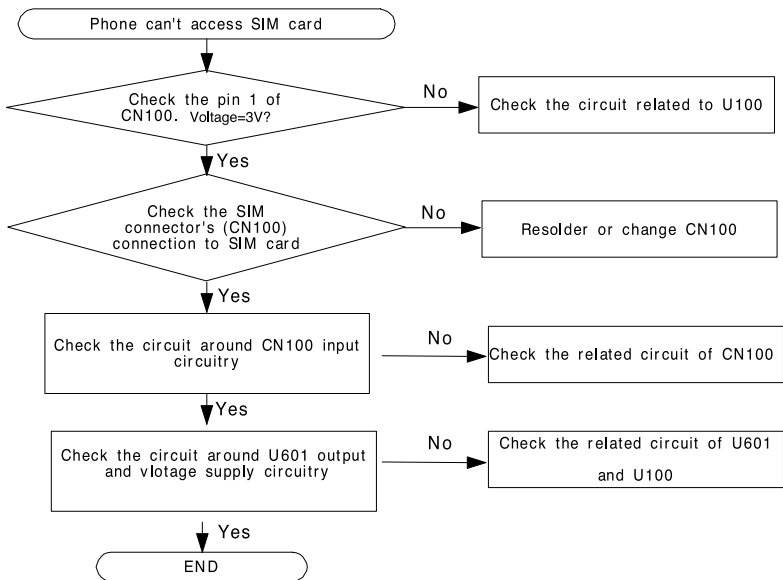 Phone can't access SIM card
Check the pin 1 of
CN100. Voltage=3V?
No
Check the circuit related to U100
Yes
Check the SIM
connector's (CN100)
connection to SIM card
No
Resolder or change CN100
Yes
Check the circuit around CN100 input
circuitry
No
Check the related circuit of CN100
Yes
Check the circuit around U601 output
and vlotage supply circuitry
No
Check the related circuit of U601
and U100
Yes
END